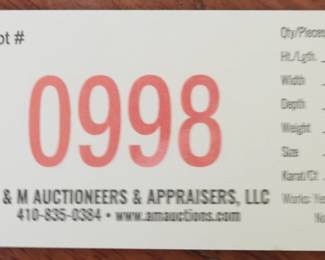 ot #
0998
& M AUCTIONEERS & APPRAISERS, LLC
410-835-0384 • www.amauctions.com
Qty/Pieces
Ht./Lgth.
Width
Depth
Weight
Size
Karat/Ct
Works: Ye
No